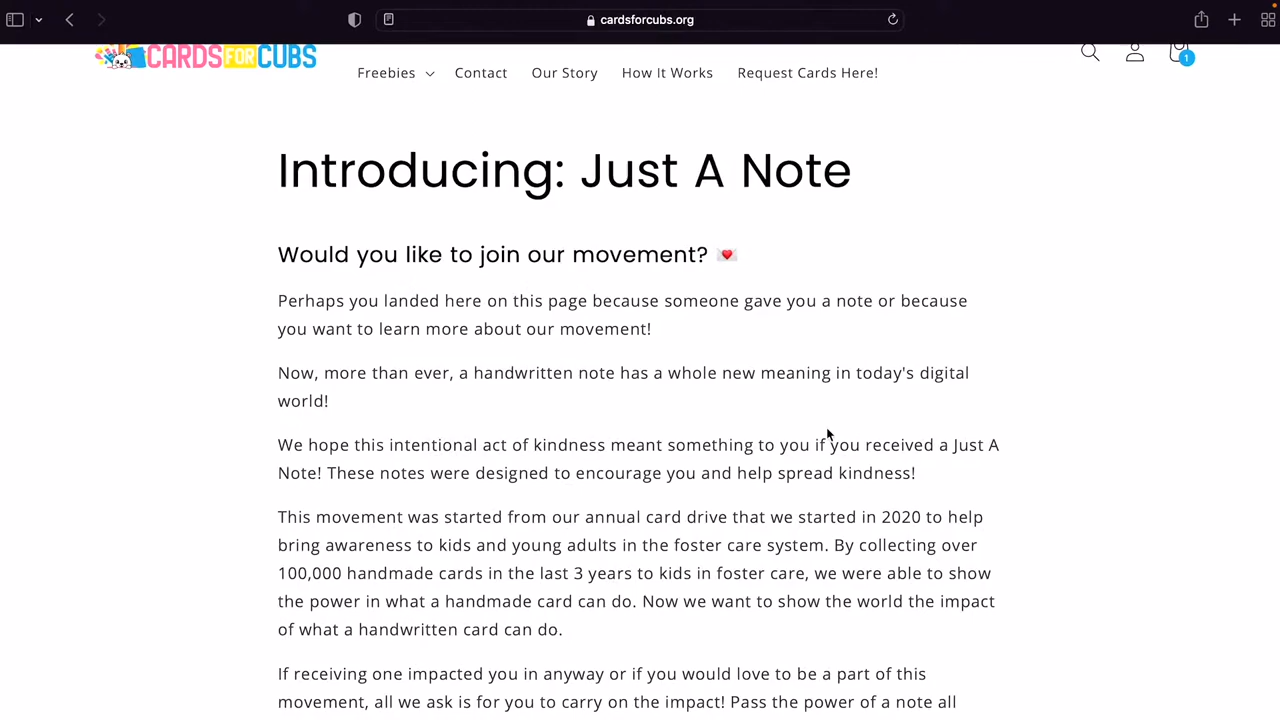 cardsforcubs.org
CARDSFORCUBS
Freebies Contact Our Story How It Works Request Cards Here!
1
Introducing: Just A Note
Would you like to join our movement? 💌
Perhaps you landed here on this page because someone gave you a note or because
you want to learn more about our movement!
Now, more than ever, a handwritten note has a whole new meaning in today's digital
world!
We hope this intentional act of kindness meant something to you if you received a Just A
Note! These notes were designed to encourage you and help spread kindness!
This movement was started from our annual card drive that we started in 2020 to help
bring awareness to kids and young adults in the foster care system. By collecting over
100,000 handmade cards in the last 3 years to kids in foster care, we were able to show
the power in what a handmade card can do. Now we want to show the world the impact
of what a handwritten card can do.
If receiving one impacted you in anyway or if you would love to be a part of this
movement, all we ask is for you to carry on the impact! Pass the power of a note all